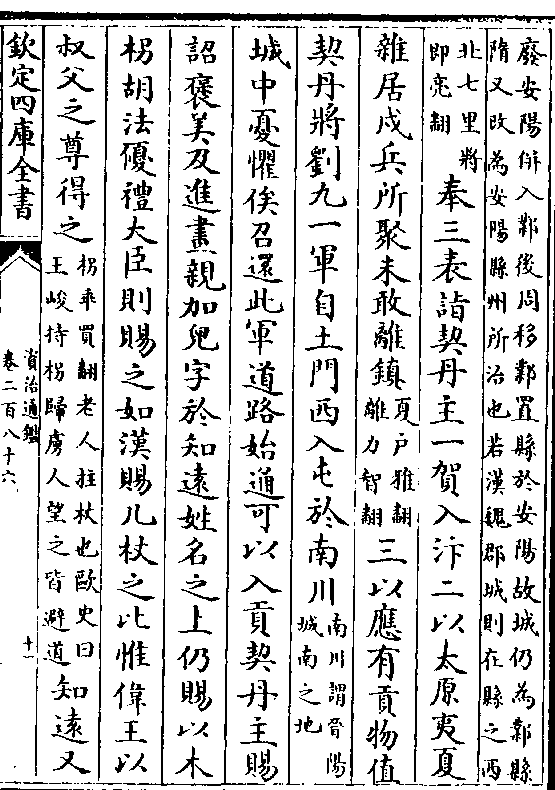 廢安陽併入鄴後周移鄴置縣於安陽故城仍為鄴縣
隋又改為安陽縣州所治也若漢魏郡城則在縣之西
北七里將
即亮翻
奉三表詣契丹主一賀入汴二以太原夷夏
雜居戍兵所聚未敢離鎮
夏戶雅翻
離力智翻
三以應有貢物值
契丹將劉九一軍自土門西入屯於南川
南川謂晉陽
城南之地
城中憂懼俟召還此軍道路始通可以入貢契丹主賜
詔褒美及進畫親加兒字於知遠姓名之上仍賜以木
柺胡法優禮大臣則賜之如漢賜几杖之比惟偉王以
叔父之尊得之
柺乖買翻老人拄杖也歐史曰
王峻持柺歸虜人望之皆避道
知遠又
欽定四庫全書
資治通鑑
卷二百八十六
十一